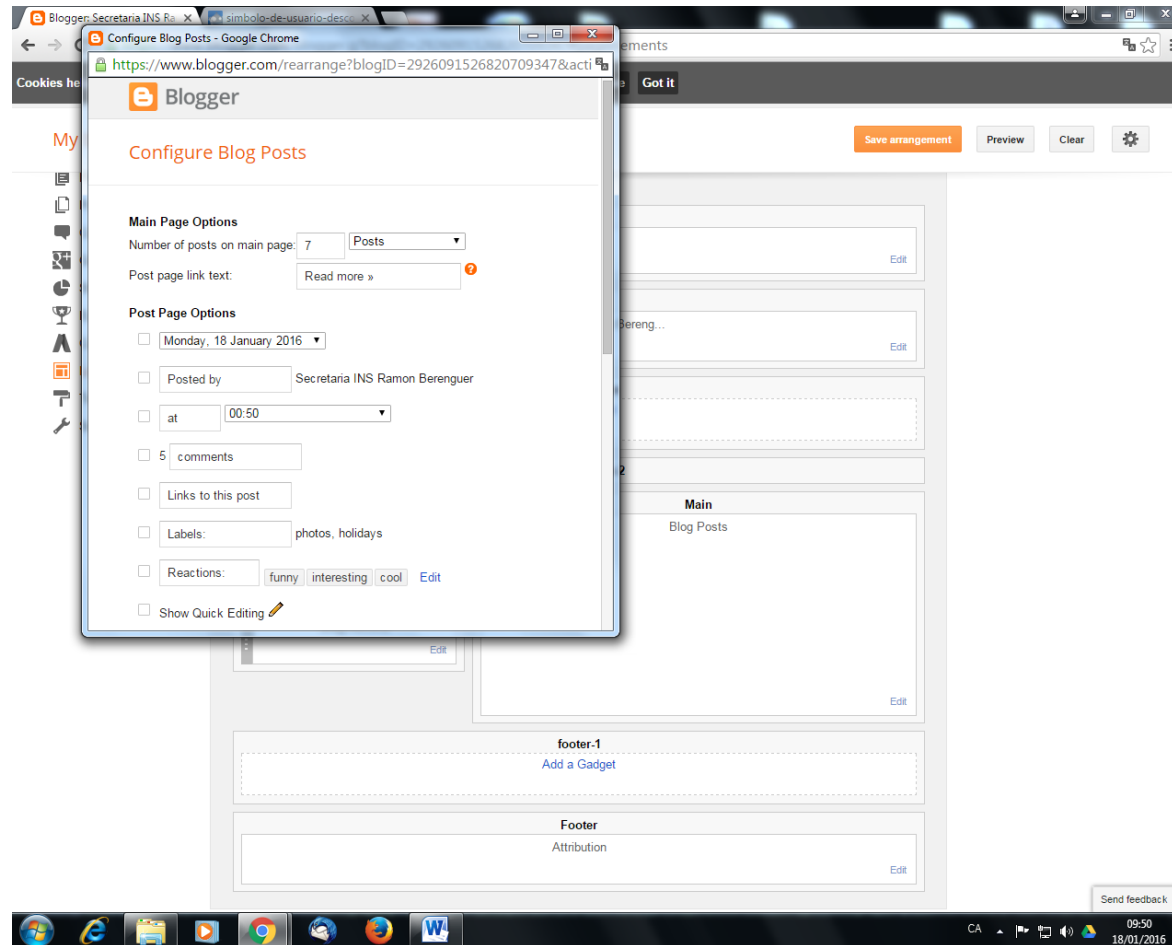 Blogger: Secretaria INS Ra
simbolo-de-usuario-desco
Configure Blog Posts - Google Chrome
ements
https://www.blogger.com/rearrange?blogID=2926091526820709347&acti
Cookies he
Got it
Blogger
My
Configure Blog Posts
Save arrangement
Preview
Clear
Main Page Options
Number of posts on main page: 7 Posts
Edit
Post page link text: Read more »
Post Page Options
Bereng...
Monday, 18 January 2016
Edit
Posted by Secretaria INS Ramon Berenguer
at 00:50
5 comments
2
Links to this post
Main
Blog Posts
Labels: photos, holidays
Reactions: funny interesting cool Edit
Show Quick Editing
Edit
Edit
footer-1
Add a Gadget
Footer
Attribution
Edit
Send feedback
CA
09:50
18/01/2016